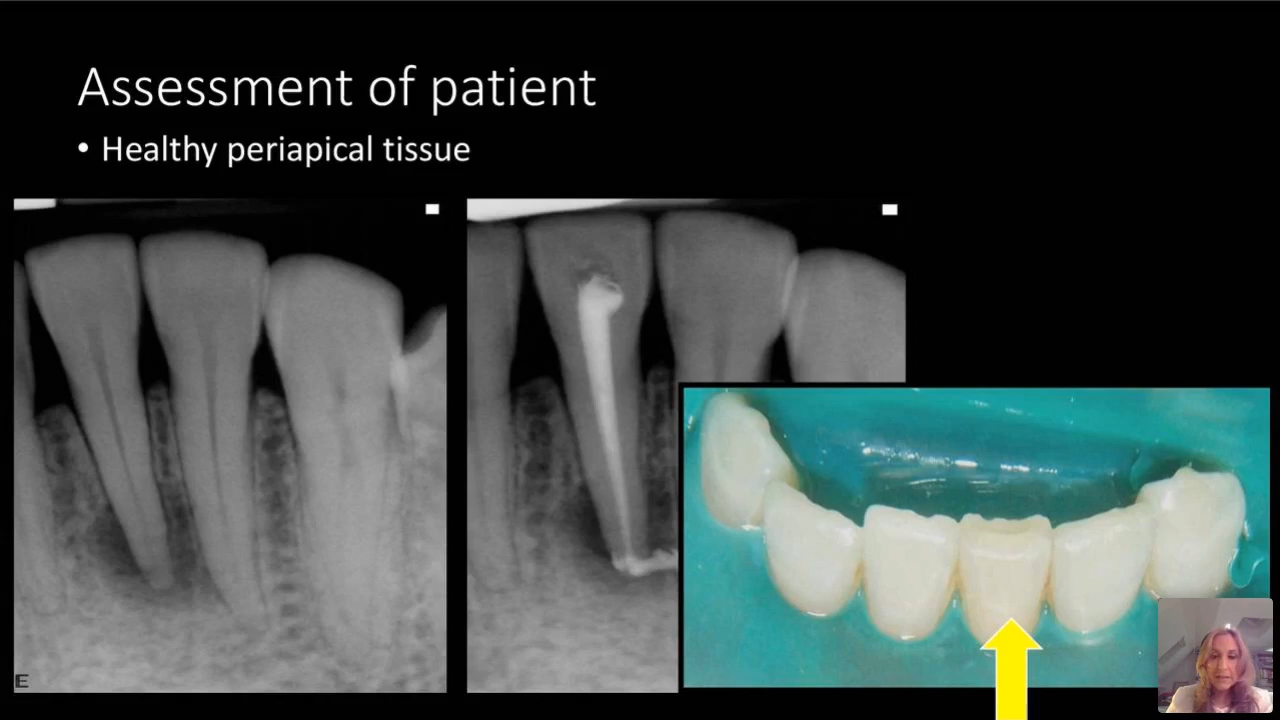 Assessment of patient
• Healthy periapical tissue
E